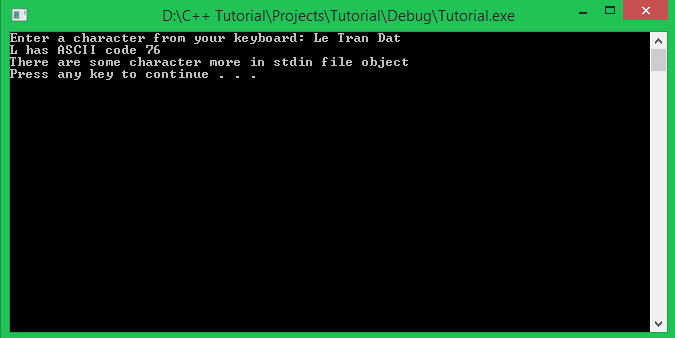 D:\C++ Tutorial\Projects\Tutorial\Debug\Tutorial.exe
Enter a character from your keyboard: Le Tran Dat
L has ASCII code 76
There are some character more in stdin file object
Press any key to continue . . .